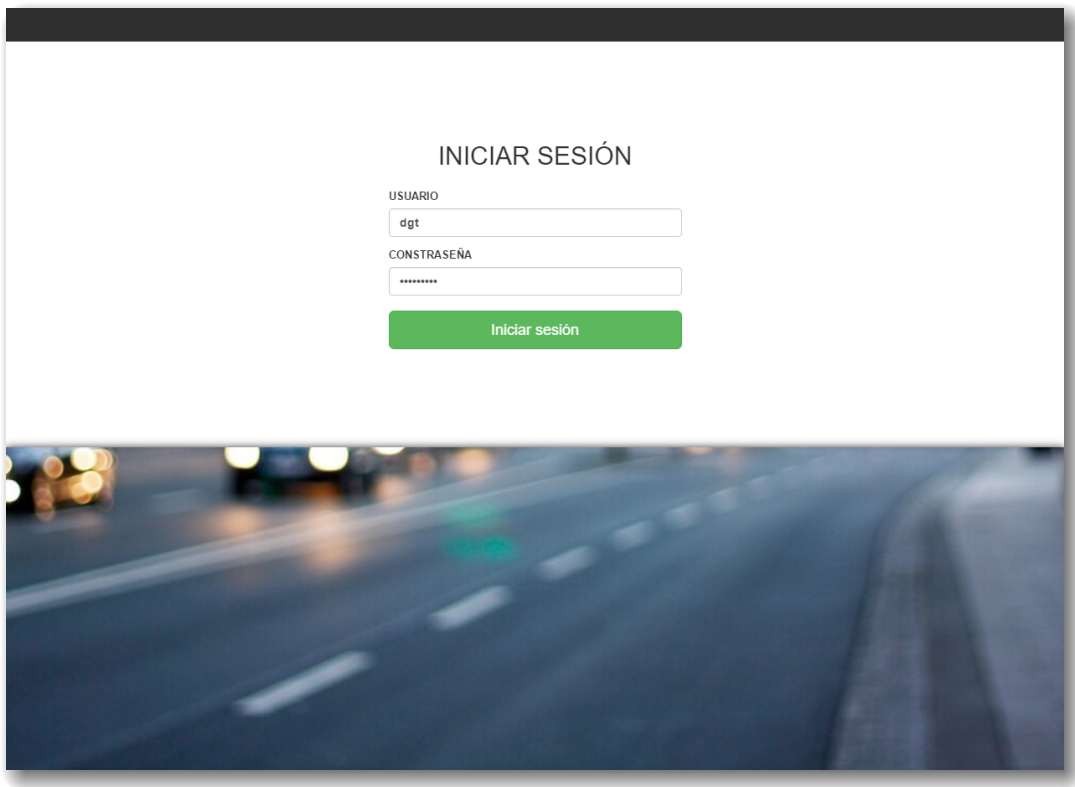 INICIAR SESIÓN
USUARIO
dgt
CONSTRASEÑA
•••••••••
Iniciar sesión